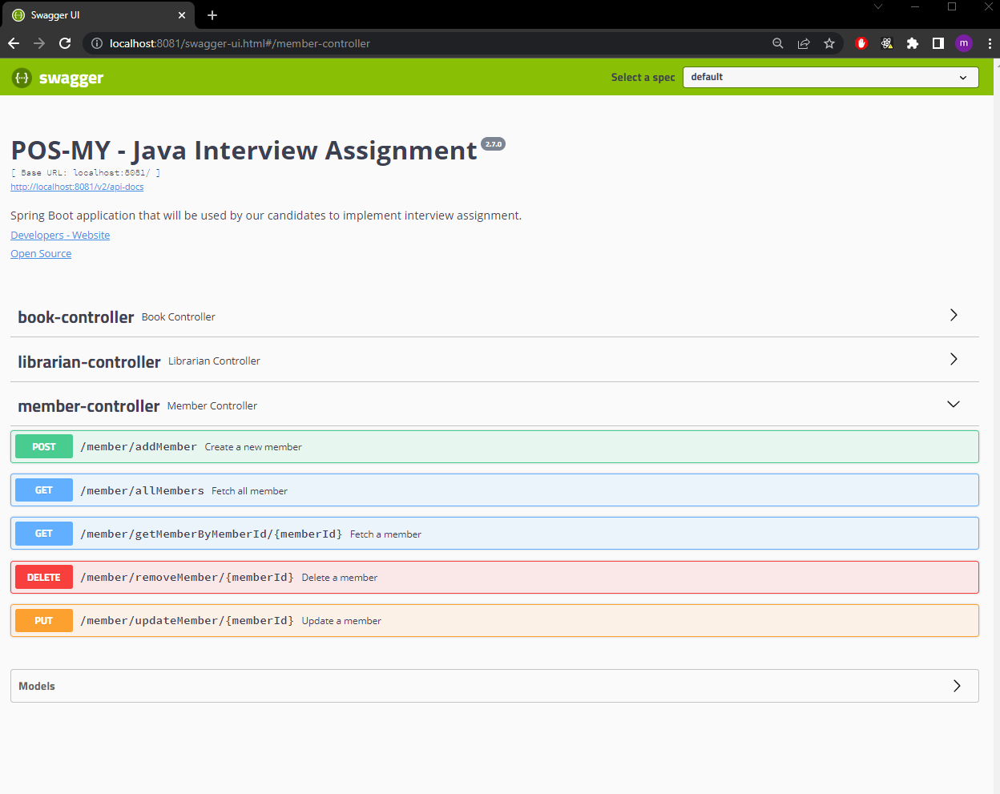 Swagger UI
localhost:8081/swagger-ui.html#/member-controller
m
{···} swagger
Select a spec default
POS-MY - Java Interview Assignment 2.7.0
[ Base URL: localhost:8081/ ]
http://localhost:8081/v2/api-docs
Spring Boot application that will be used by our candidates to implement interview assignment.
Developers - Website
Open Source
book-controller Book Controller
librarian-controller Librarian Controller
member-controller Member Controller
POST /member/addMember Create a new member
GET /member/allMembers Fetch all member
GET /member/getMemberByMemberId/{memberId} Fetch a member
DELETE /member/removeMember/{memberId} Delete a member
PUT /member/updateMember/{memberId} Update a member
Models